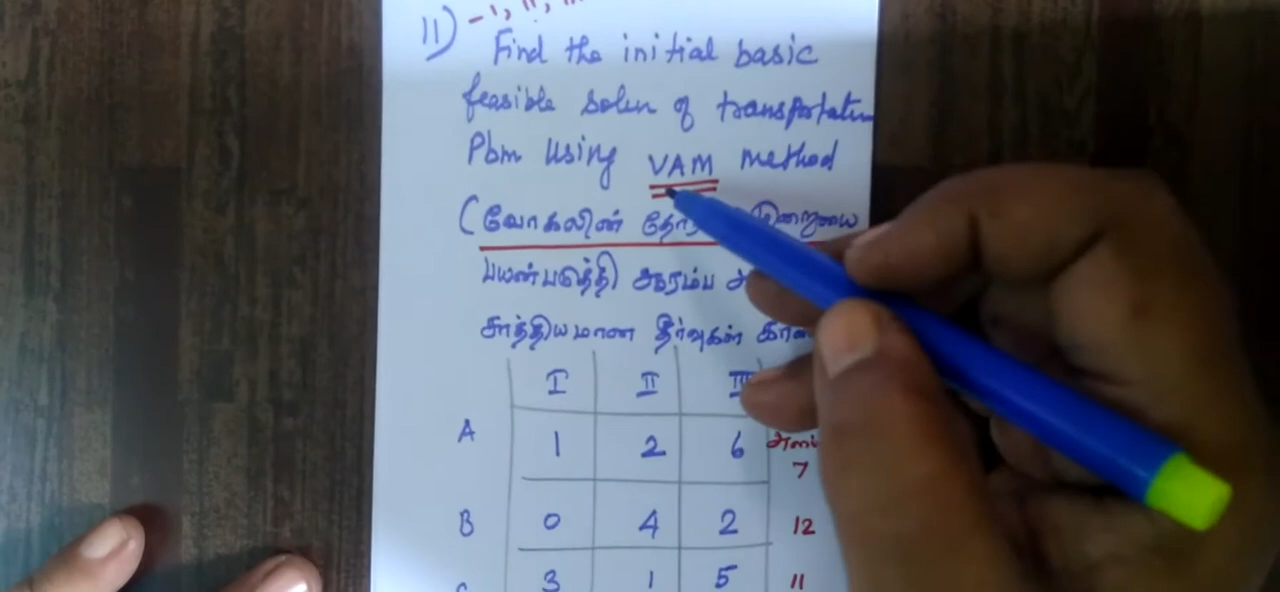 11)
Find the initial basic
feasible soln of transportatn
Pbm using VAM method
(வோகலின்
பயன்படுத்தி ஆரம்ப
சாத்தியமான தீர்வுகள்
I II III
A 1 2 6
7
B 0 4 2 12
3 1 5 11